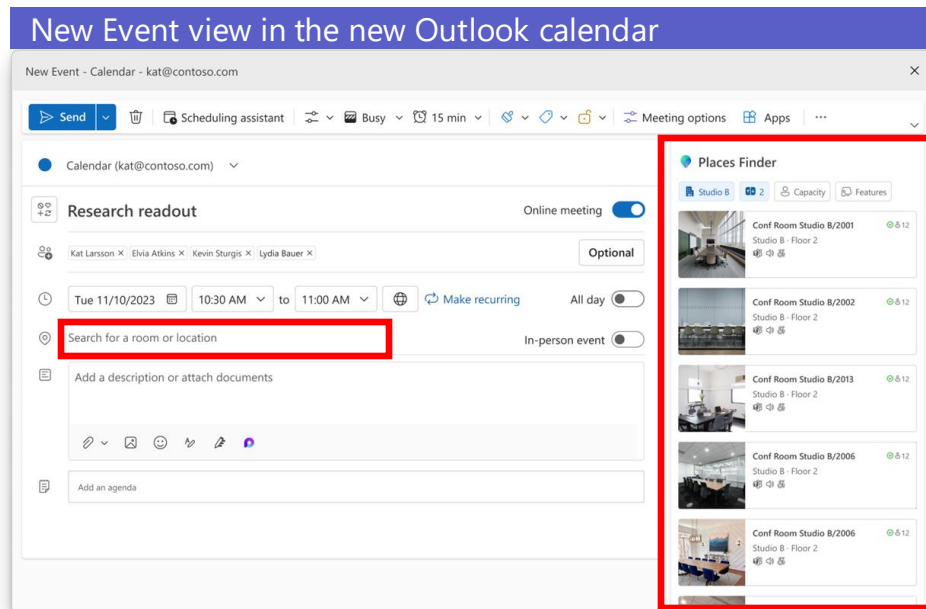 New Event view in the new Outlook calendar
New Event - Calendar - kat@contoso.com
Send
Scheduling assistant
Busy
15 min
Meeting options
Apps
Calendar (kat@contoso.com)
Research readout
Online meeting
Kat Larsson × Elvia Atkins × Kevin Sturgis × Lydia Bauer ×
Optional
Tue 11/10/2023
10:30 AM
to
11:00 AM
Make recurring
All day
Search for a room or location
In-person event
Add a description or attach documents
Add an agenda
Places Finder
Studio B
2
Capacity
Features
Conf Room Studio B/2001
12
Studio B · Floor 2
Conf Room Studio B/2002
12
Studio B · Floor 2
Conf Room Studio B/2013
12
Studio B · Floor 2
Conf Room Studio B/2006
12
Studio B · Floor 2
Conf Room Studio B/2006
12
Studio B · Floor 2